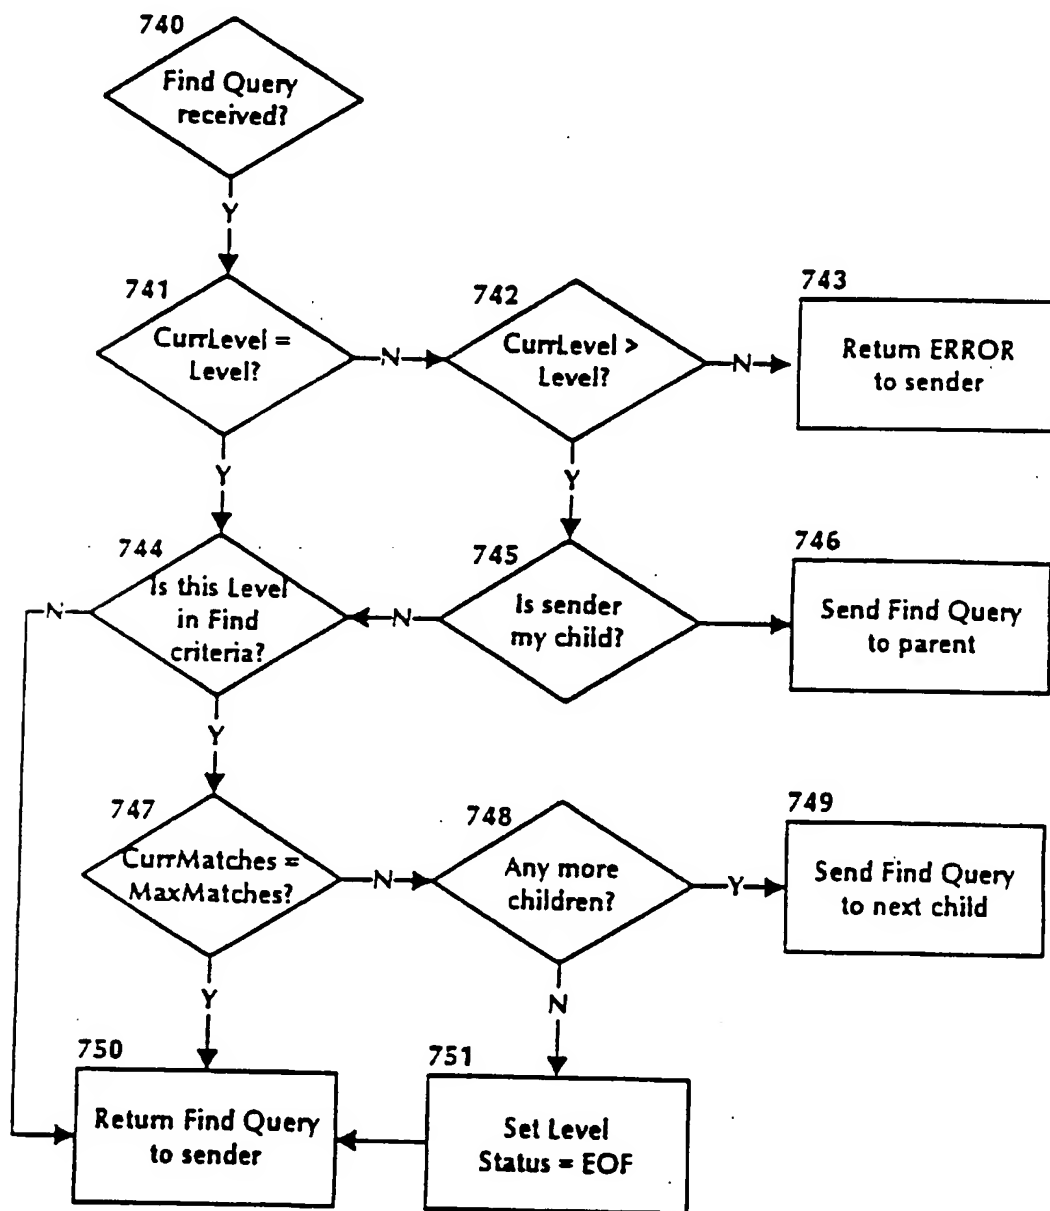 740
Find Query
received?
Y
741
CurrLevel =
Level?
N
742
CurrLevel >
Level?
N
743
Return ERROR
to sender
Y
Y
744
Is this Level
in Find
criteria?
N
N
745
Is sender
my child?
746
Send Find Query
to parent
Y
747
CurrMatches =
MaxMatches?
N
748
Any more
children?
Y
749
Send Find Query
to next child
Y
N
750
Return Find Query
to sender
751
Set Level
Status = EOF